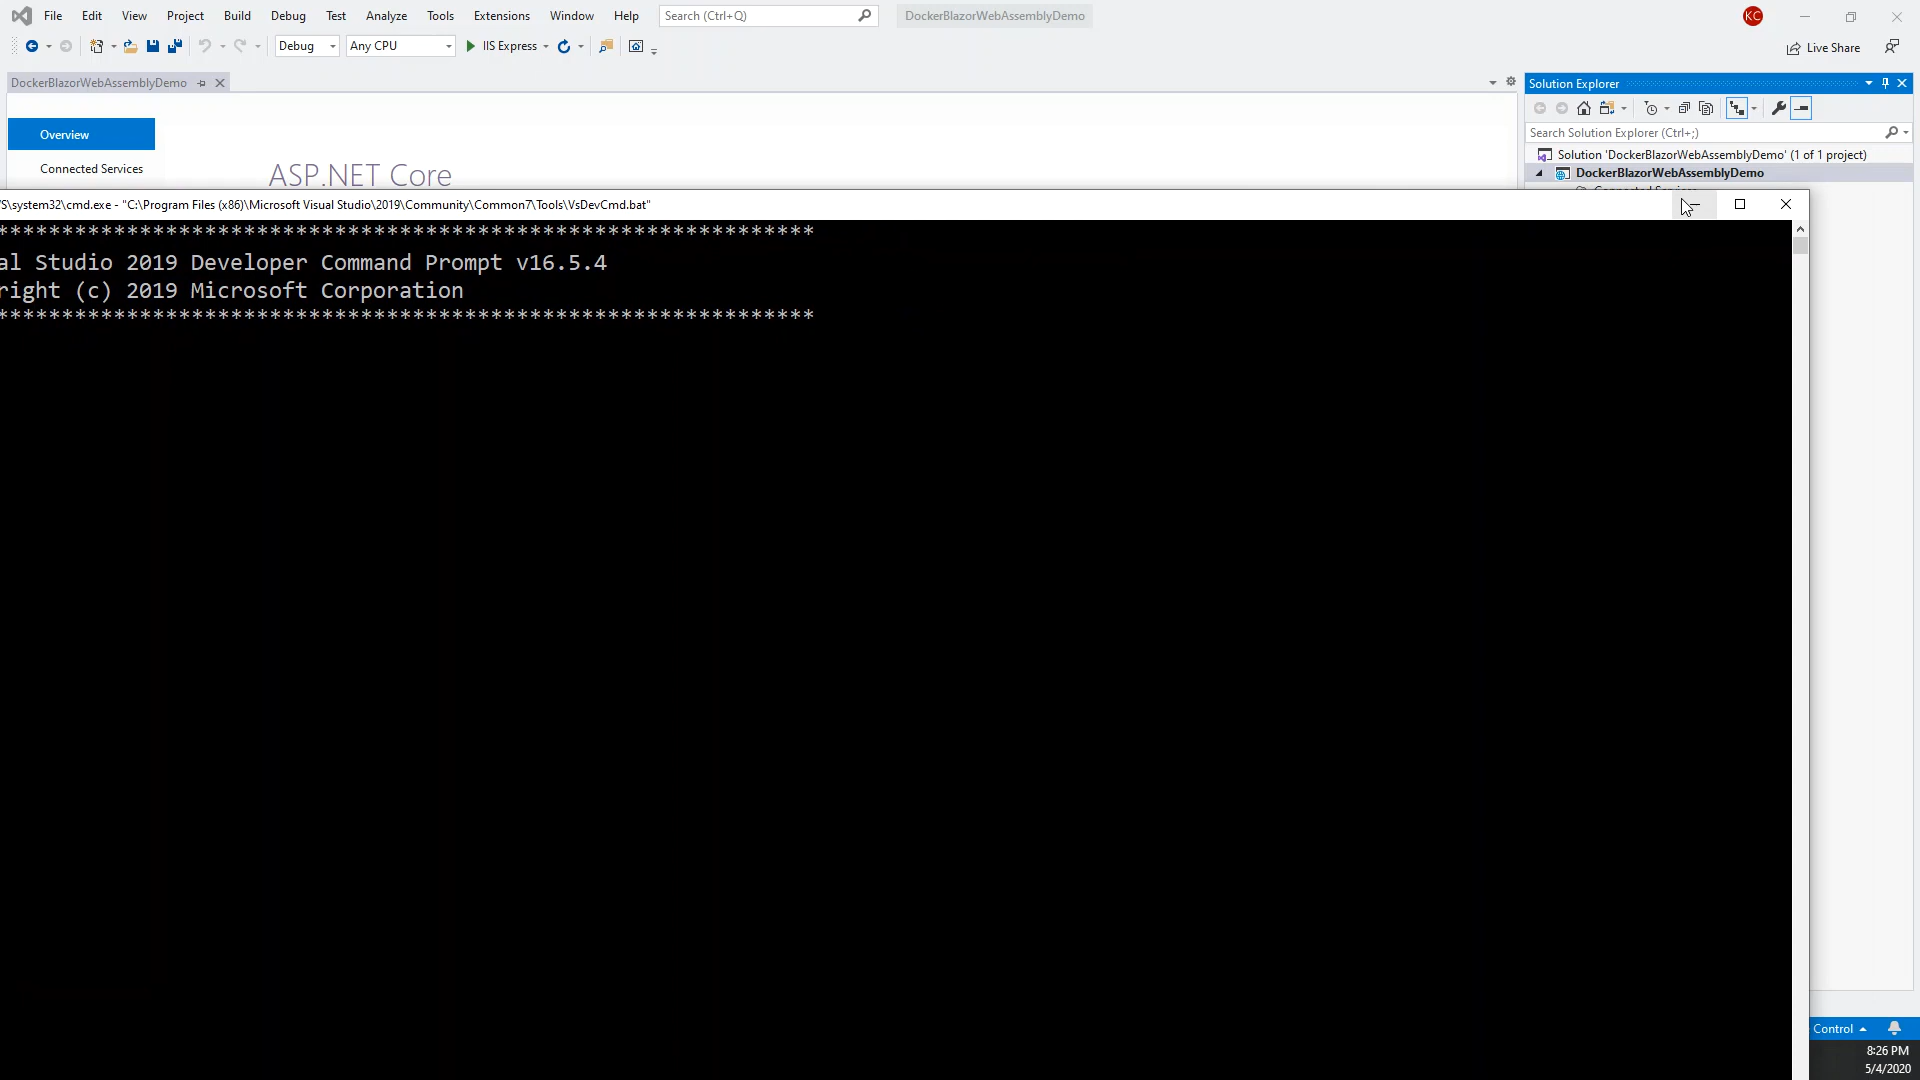 File Edit View Project Build Debug Test Analyze Tools Extensions Window Help Search (Ctrl+Q) DockerBlazorWebAssemblyDemo KC
Debug Any CPU IIS Express Live Share
DockerBlazorWebAssemblyDemo
Solution Explorer
Overview
Connected Services
ASP.NET Core
Search Solution Explorer (Ctrl+;)
Solution 'DockerBlazorWebAssemblyDemo' (1 of 1 project)
DockerBlazorWebAssemblyDemo
Connected Services
'S\system32\cmd.exe - "C:\Program Files (x86)\Microsoft Visual Studio\2019\Community\Common7\Tools\VsDevCmd.bat"
***************************************************************
al Studio 2019 Developer Command Prompt v16.5.4
right (c) 2019 Microsoft Corporation
***************************************************************
Control
8:26 PM
5/4/2020